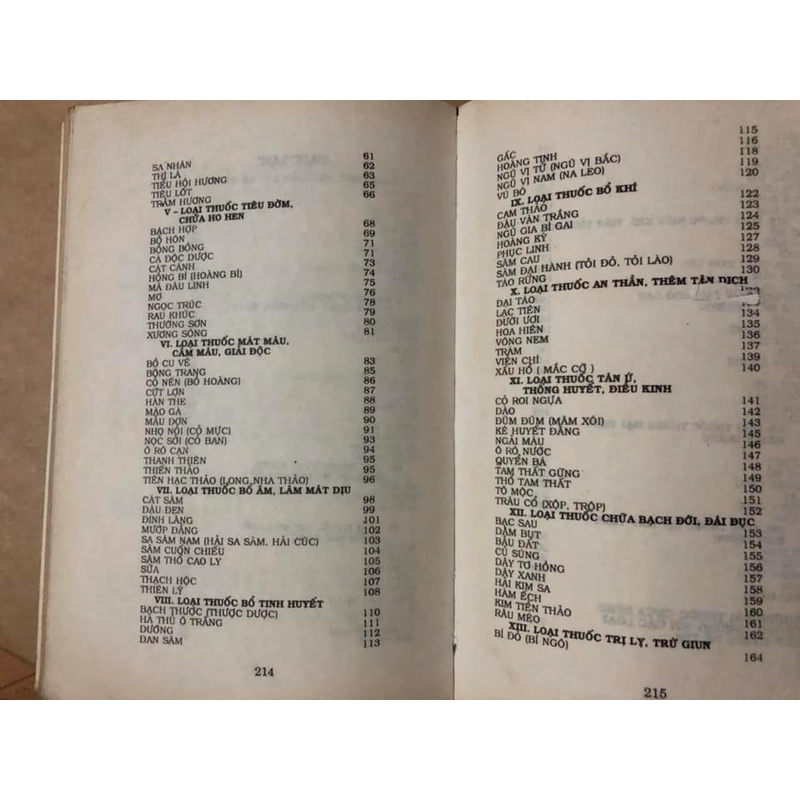 SA NHÂN 61
THÌ LÀ 62
TIỂU HỒI HƯƠNG 63
TIÊU LỐT 65
TRẦM HƯƠNG 66
V - LOẠI THUỐC TIÊU ĐỜM,
CHỮA HO HEN
BÁCH HỢP 68
BỒ HÒN 69
BỒNG BỒNG 71
CÀ ĐỘC DƯỢC 71
CÁT CÁNH 73
HỒNG BÌ (HOÀNG BÌ) 74
MÃ ĐẬU LINH 75
MƠ 76
NGỌC TRÚC 78
RAU KHÚC 79
THƯỜNG SƠN 80
XƯƠNG SÔNG 81
VI. LOẠI THUỐC MÁT MÁU,
CẦM MÁU, GIẢI ĐỘC
BỒ CU VẼ 83
BÔNG TRANG 85
CỎ NẾN (BỒ HOÀNG) 86
CỨT LỢN 87
HÀN THE 88
MÀO GÀ 89
MẪU ĐƠN 90
NHỌ NỒI (CỎ MỰC) 91
NỌC SỞI (CỎ BAN) 93
Ô RÔ CẠN 94
THANH THIÊN 95
THIẾN THẢO 95
TIÊN HẠC THẢO (LONG NHA THẢO) 96
VII. LOẠI THUỐC BỔ ÂM, LÀM MÁT DỊU
CÁT SÂM 98
ĐẬU ĐEN 99
ĐINH LĂNG 101
MƯỚP ĐẮNG 102
SA SÂM NAM (HẢI SA SÂM, HẢI CÚC) 103
SÂM CUỐN CHIẾU 104
SÂM THỔ CAO LY 105
SỮA 106
THẠCH HỘC 107
THIÊN LÝ 108
VIII. LOẠI THUỐC BỔ TINH HUYẾT
BẠCH THƯỢC (THƯỢC DƯỢC) 110
HÀ THỦ Ô TRẮNG 111
DƯỚNG 112
ĐAN SÂM 113
214
GẤC 115
HOÀNG TINH 116
NGŨ VỊ TỬ (NGŨ VỊ BẮC) 118
NGŨ VỊ NAM (NA LEO) 119
VÚ BÒ 120
IX. LOẠI THUỐC BỔ KHÍ
CAM THẢO 122
ĐẬU VÁN TRẮNG 123
NGŨ GIA BÌ GAI 124
HOÀNG KỲ 125
PHỤC LINH 127
SÂM CAU 128
SÂM ĐẠI HÀNH (TỎI ĐỎ, TỎI LÀO) 129
TÁO RỪNG 130
X. LOẠI THUỐC AN THẦN, THÊM TÂN DỊCH
ĐẠI TÁO
LẠC TIÊN
ĐƯỜI ƯƠI 134
HOA HIÊN 135
VÔNG NEM 136
TRÀM 137
VIỄN CHÍ 139
XẤU HỔ (MẮC CỠ) 140
XI. LOẠI THUỐC TÁN Ứ,
THÔNG HUYẾT, ĐIỀU KINH
CỎ ROI NGỰA 141
ĐÀO 142
ĐÙM ĐŨM (MÂM XÔI) 143
KÊ HUYẾT ĐẰNG 145
NGẢI MÁU 146
Ô RÔ NƯỚC 147
QUYỂN BÁ 148
TAM THẤT GỪNG 149
THỔ TAM THẤT 150
TÔ MỘC 151
TRÂU CỔ (XỘP, TRỘP) 152
XII. LOẠI THUỐC CHỮA BẠCH ĐỚI, ĐÁI ĐỤC
BẠC SAU 153
DÂM BỤT 154
BẦU ĐẤT 155
CỦ SÚNG 156
DÂY TƠ HỒNG 157
DÂY XANH 158
HẢI KIM SA 159
HÀM ẾCH 160
KIM TIỀN THẢO 161
RÂU MÈO 162
XIII. LOẠI THUỐC TRỊ LỴ, TRỪ GIUN
BÍ ĐỎ (BÍ NGÔ) 164
215